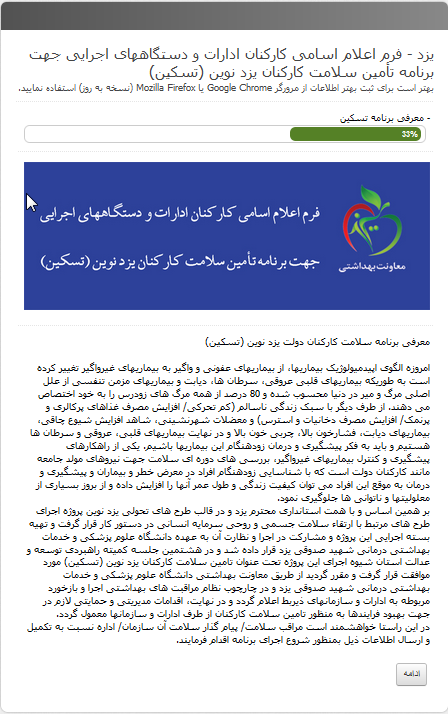 یزد - فرم اعلام اسامی کارکنان ادارات و دستگاههای اجرایی جهت
برنامه تأمین سلامت کارکنان یزد نوین (تسکین)
بهتر است برای ثبت بهتر اطلاعات از مرورگر Google Chrome یا Mozilla Firefox (نسخه به روز) استفاده نمایید.
- معرفی برنامه تسکین
33%
فرم اعلام اسامی کارکنان ادارات و دستگاههای اجرایی
جهت برنامه تأمین سلامت کارکنان یزد نوین (تسکین)
معاونت بهداشتی
معرفی برنامه سلامت کارکنان دولت یزد نوین (تسکین)
امروزه الگوی اپیدمیولوژیک بیماریها، از بیماریهای عفونی و واگیر به بیماریهای غیرواگیر تغییر کرده
است به طوریکه بیماریهای قلبی عروقی، سرطان ها، دیابت و بیماریهای مزمن تنفسی از علل
اصلی مرگ و میر در دنیا محسوب شده و 80 درصد از همه مرگ های زودرس را به خود اختصاص
می دهند، از طرف دیگر با سبک زندگی ناسالم (کم تحرکی/ افزایش مصرف غذاهای پرکالری و
پرنمک/ افزایش مصرف دخانیات و استرس) و معضلات شهرنشینی، شاهد افزایش شیوع چاقی،
بیماریهای دیابت، فشارخون بالا، چربی خون بالا و در نهایت بیماریهای قلبی، عروقی و سرطان ها
هستیم و باید به فکر پیشگیری و درمان زودهنگام این بیماریها باشیم. یکی از راهکارهای
پیشگیری و کنترل بیماریهای غیرواگیر، بررسی های دوره ای سلامت جهت نیروهای مولد جامعه
مانند کارکنان دولت است که با شناسایی زودهنگام افراد در معرض خطر و بیماران و پیشگیری و
درمان به موقع این افراد می توان کیفیت زندگی و طول عمر آنها را افزایش داده و از بروز بسیاری از
معلولیتها و ناتوانی ها جلوگیری نمود.
بر همین اساس و با همت استانداری محترم یزد و در قالب طرح های تحولی یزد نوین پروژه اجرای
طرح های مرتبط با ارتقاء سلامت جسمی و روحی سرمایه انسانی در دستور کار قرار گرفت و تهیه
بسته اجرایی این پروژه و مشارکت در اجرا و نظارت آن به عهده دانشگاه علوم پزشکی و خدمات
بهداشتی درمانی شهید صدوقی یزد قرار داده شد و در هشتمین جلسه کمیته راهبردی توسعه و
عدالت استان شیوه اجرای این پروژه تحت عنوان تامین سلامت کارکنان یزد نوین (تسکین) مورد
موافقت قرار گرفت و مقرر گردید از طریق معاونت بهداشتی دانشگاه علوم پزشکی و خدمات
بهداشتی درمانی شهید صدوقی یزد و در چارچوب نظام مراقبت های بهداشتی اجرا و بازخورد
مربوطه به ادارات و سازمانهای ذیربط اعلام گردد و در نهایت، اقدامات مدیریتی و حمایتی لازم در
جهت بهبود فرایندها به منظور تامین سلامت کارکنان از طرف ادارات و سازمانها معمول گردد.
در این راستا خواهشمند است مراقب سلامت/ پیام گذار سلامت آن سازمان/ اداره نسبت به تکمیل
و ارسال اطلاعات ذیل بمنظور شروع اجرای برنامه اقدام فرمایند.
ادامه